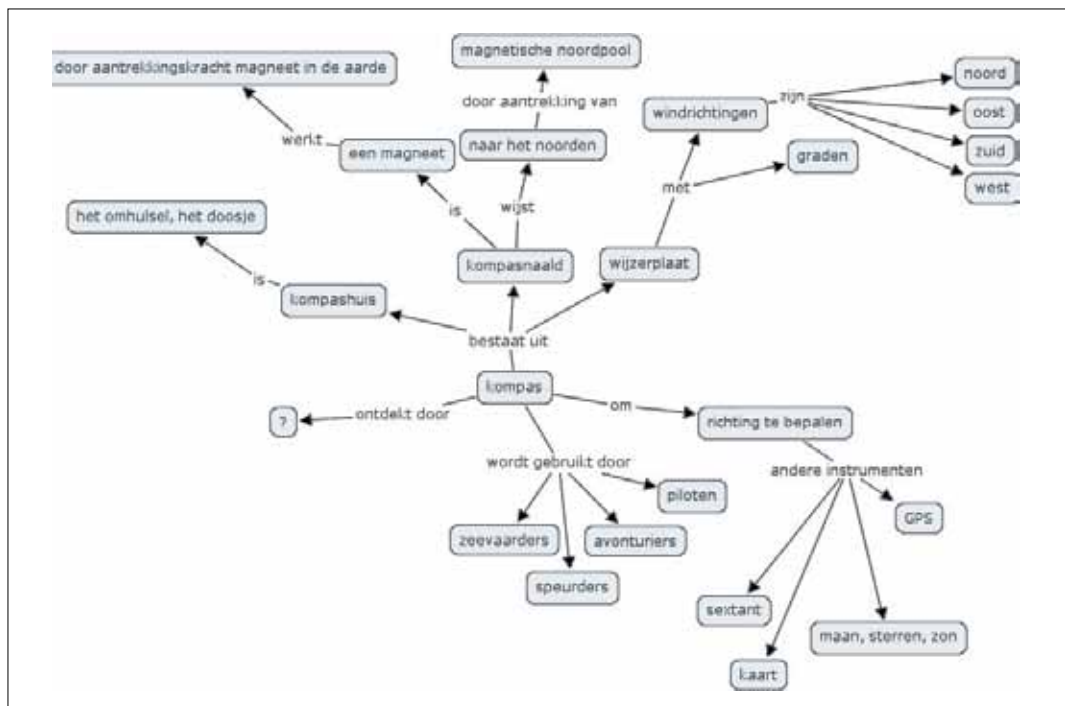 magnetische noordpool
door aantrekkingskracht magneet in de aarde
noord
zijn
door aantrekking van
windrichtingen
oost
werkt
een magneet
naar het noorden
graden
zuid
met
west
is
wijst
het omhulsel, het doosje
kompasnaald
wijzerplaat
is
kompashuis
bestaat uit
kompas
om
?
ontdekt door
richting te bepalen
wordt gebruikt door
andere instrumenten
piloten
GPS
zeevaarders
avonturiers
speurders
sextant
maan, sterren, zon
kaart